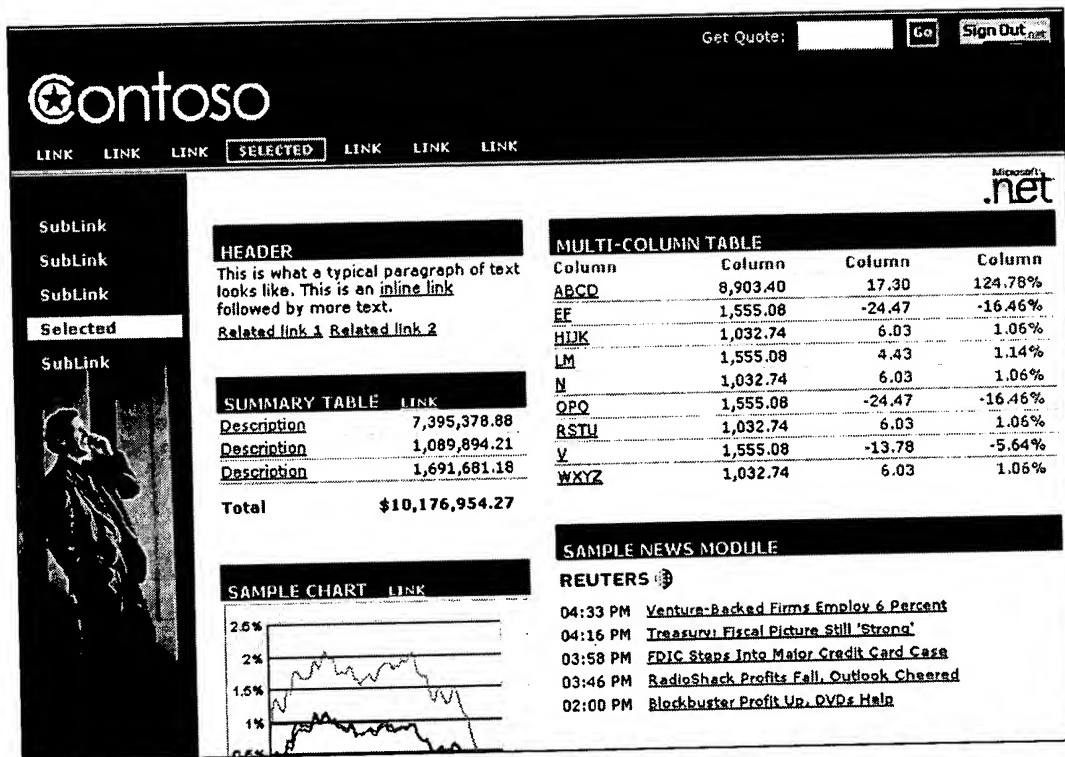 Get Quote: Go Sign Out .net
Contoso
LINK LINK LINK SELECTED LINK LINK LINK
Microsoft
.net
SubLink
SubLink
SubLink
Selected
SubLink
HEADER
This is what a typical paragraph of text
looks like. This is an inline link
followed by more text.
Related link 1 Related link 2
SUMMARY TABLE LINK
Description 7,395,378.88
Description 1,089,894.21
Description 1,691,681.18
Total $10,176,954.27
SAMPLE CHART LINK
2.5%
2%
1.5%
1%
0.5%
MULTI-COLUMN TABLE
Column Column Column Column
ABCD 8,903.40 17.30 124.78%
EF 1,555.08 -24.47 -16.46%
HIJK 1,032.74 6.03 1.06%
LM 1,555.08 4.43 1.14%
N 1,032.74 6.03 1.06%
OPQ 1,555.08 -24.47 -16.46%
RSTU 1,032.74 6.03 1.06%
V 1,555.08 -13.78 -5.64%
WXYZ 1,032.74 6.03 1.06%
SAMPLE NEWS MODULE
REUTERS
04:33 PM Venture-Backed Firms Employ 6 Percent
04:16 PM Treasury: Fiscal Picture Still 'Strong'
03:58 PM FDIC Steps Into Major Credit Card Case
03:46 PM RadioShack Profits Fall, Outlook Cheered
02:00 PM Blockbuster Profit Up, DVDs Help